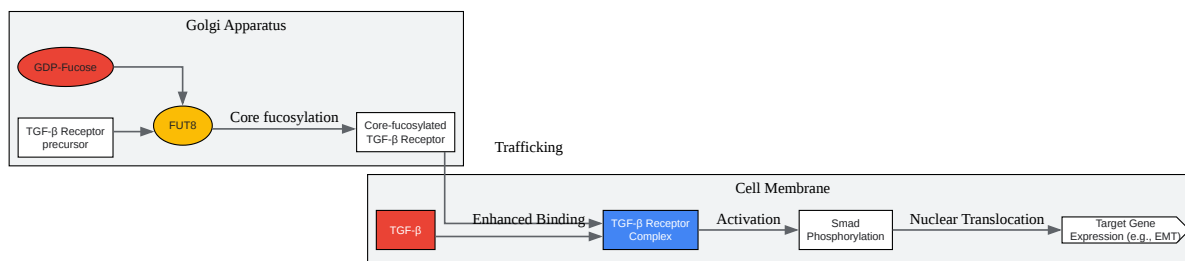 Golgi Apparatus
GDP-Fucose
TGF-β Receptor
precursor
FUT8
Core fucosylation
Core-fucosylated
TGF-β Receptor
Trafficking
Cell Membrane
TGF-β
Enhanced Binding
TGF-β Receptor
Complex
Activation
Smad
Phosphorylation
Nuclear Translocation
Target Gene
Expression (e.g., EMT)